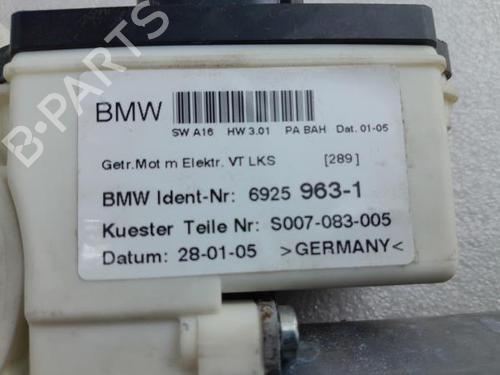 BMW
SW A16 HW 3.01 PA BAH Dat. 01-05
Getr.Mot m Elektr. VT LKS [289]
BMW Ident-Nr: 6925 963-1
Kuester Teile Nr: S007-083-005
Datum: 28-01-05 >GERMANY<
B-PARTS